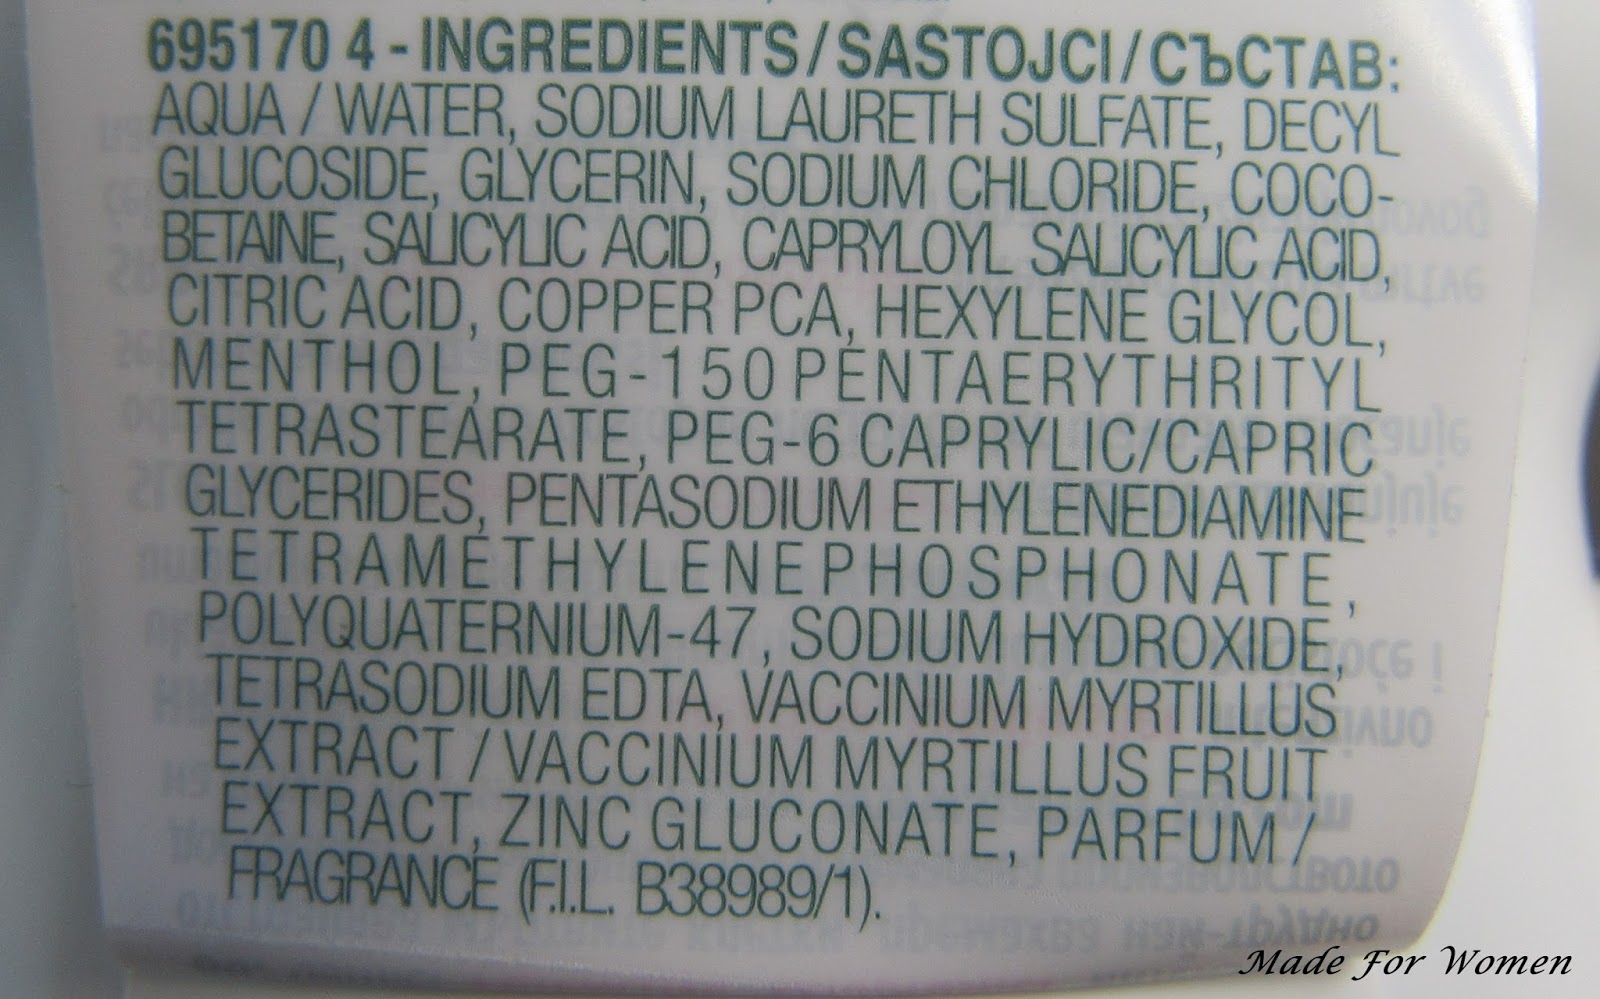 695170 4 - INGREDIENTS / SASTOJCI / СЪСТАВ:
AQUA / WATER, SODIUM LAURETH SULFATE, DECYL
GLUCOSIDE, GLYCERIN, SODIUM CHLORIDE, COCO-
BETAINE, SALICYLIC ACID, CAPRYLOYL SALICYLIC ACID,
CITRIC ACID, COPPER PCA, HEXYLENE GLYCOL,
MENTHOL, PEG-150 PENTAERYTHRITYL
TETRASTEARATE, PEG-6 CAPRYLIC/CAPRIC
GLYCERIDES, PENTASODIUM ETHYLENEDIAMINE
TETRAMETHYLENEPHOSPHONATE,
POLYQUATERNIUM-47, SODIUM HYDROXIDE,
TETRASODIUM EDTA, VACCINIUM MYRTILLUS
EXTRACT / VACCINIUM MYRTILLUS FRUIT
EXTRACT, ZINC GLUCONATE, PARFUM /
FRAGRANCE (F.I.L. B38989/1).
Made For Women